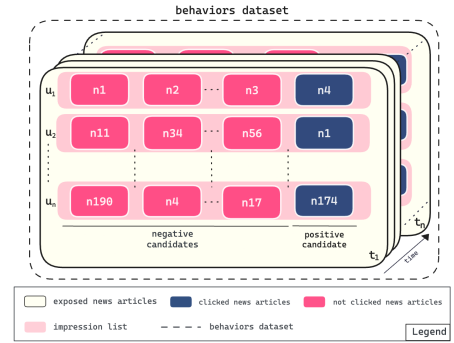 behaviors dataset
u1 n1 n2 ... n3 n4
u2 n11 n34 ... n56 n1
un n190 n4 ... n17 n174
negative
candidates
positive
candidate
t1
tn
time
exposed news articles
clicked news articles
not clicked news articles
impression list
behaviors dataset
Legend